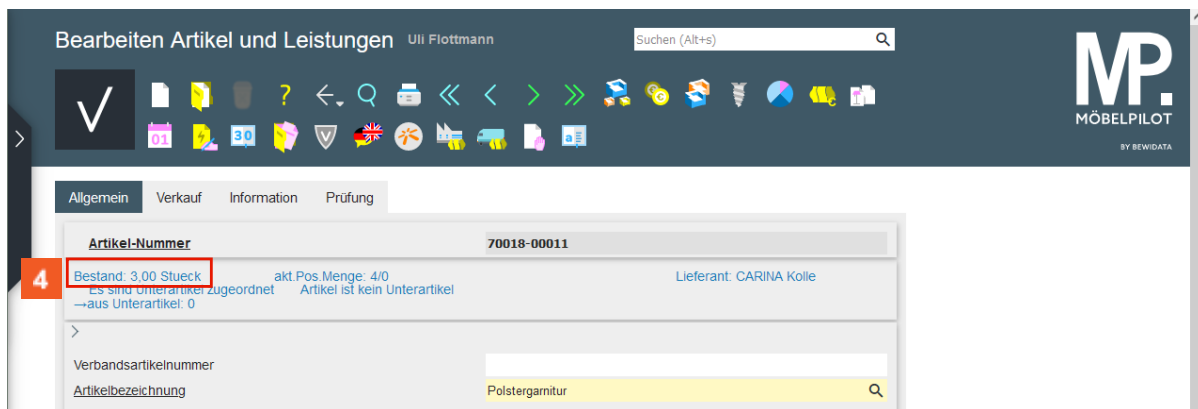 Bearbeiten Artikel und Leistungen Uli Flottmann Suchen (Alt+s)
MP.
MÖBELPILOT
BY BEWIDATA
√ ?
01 30 V a
Allgemein Verkauf Information Prüfung
Artikel-Nummer 70018-00011
4 Bestand: 3,00 Stueck akt.Pos.Menge: 4/0 Lieferant: CARINA Kolle
Es sind Unterartikel zugeordnet Artikel ist kein Unterartikel
→aus Unterartikel: 0
Verbandsartikelnummer
Artikelbezeichnung Polstergarnitur